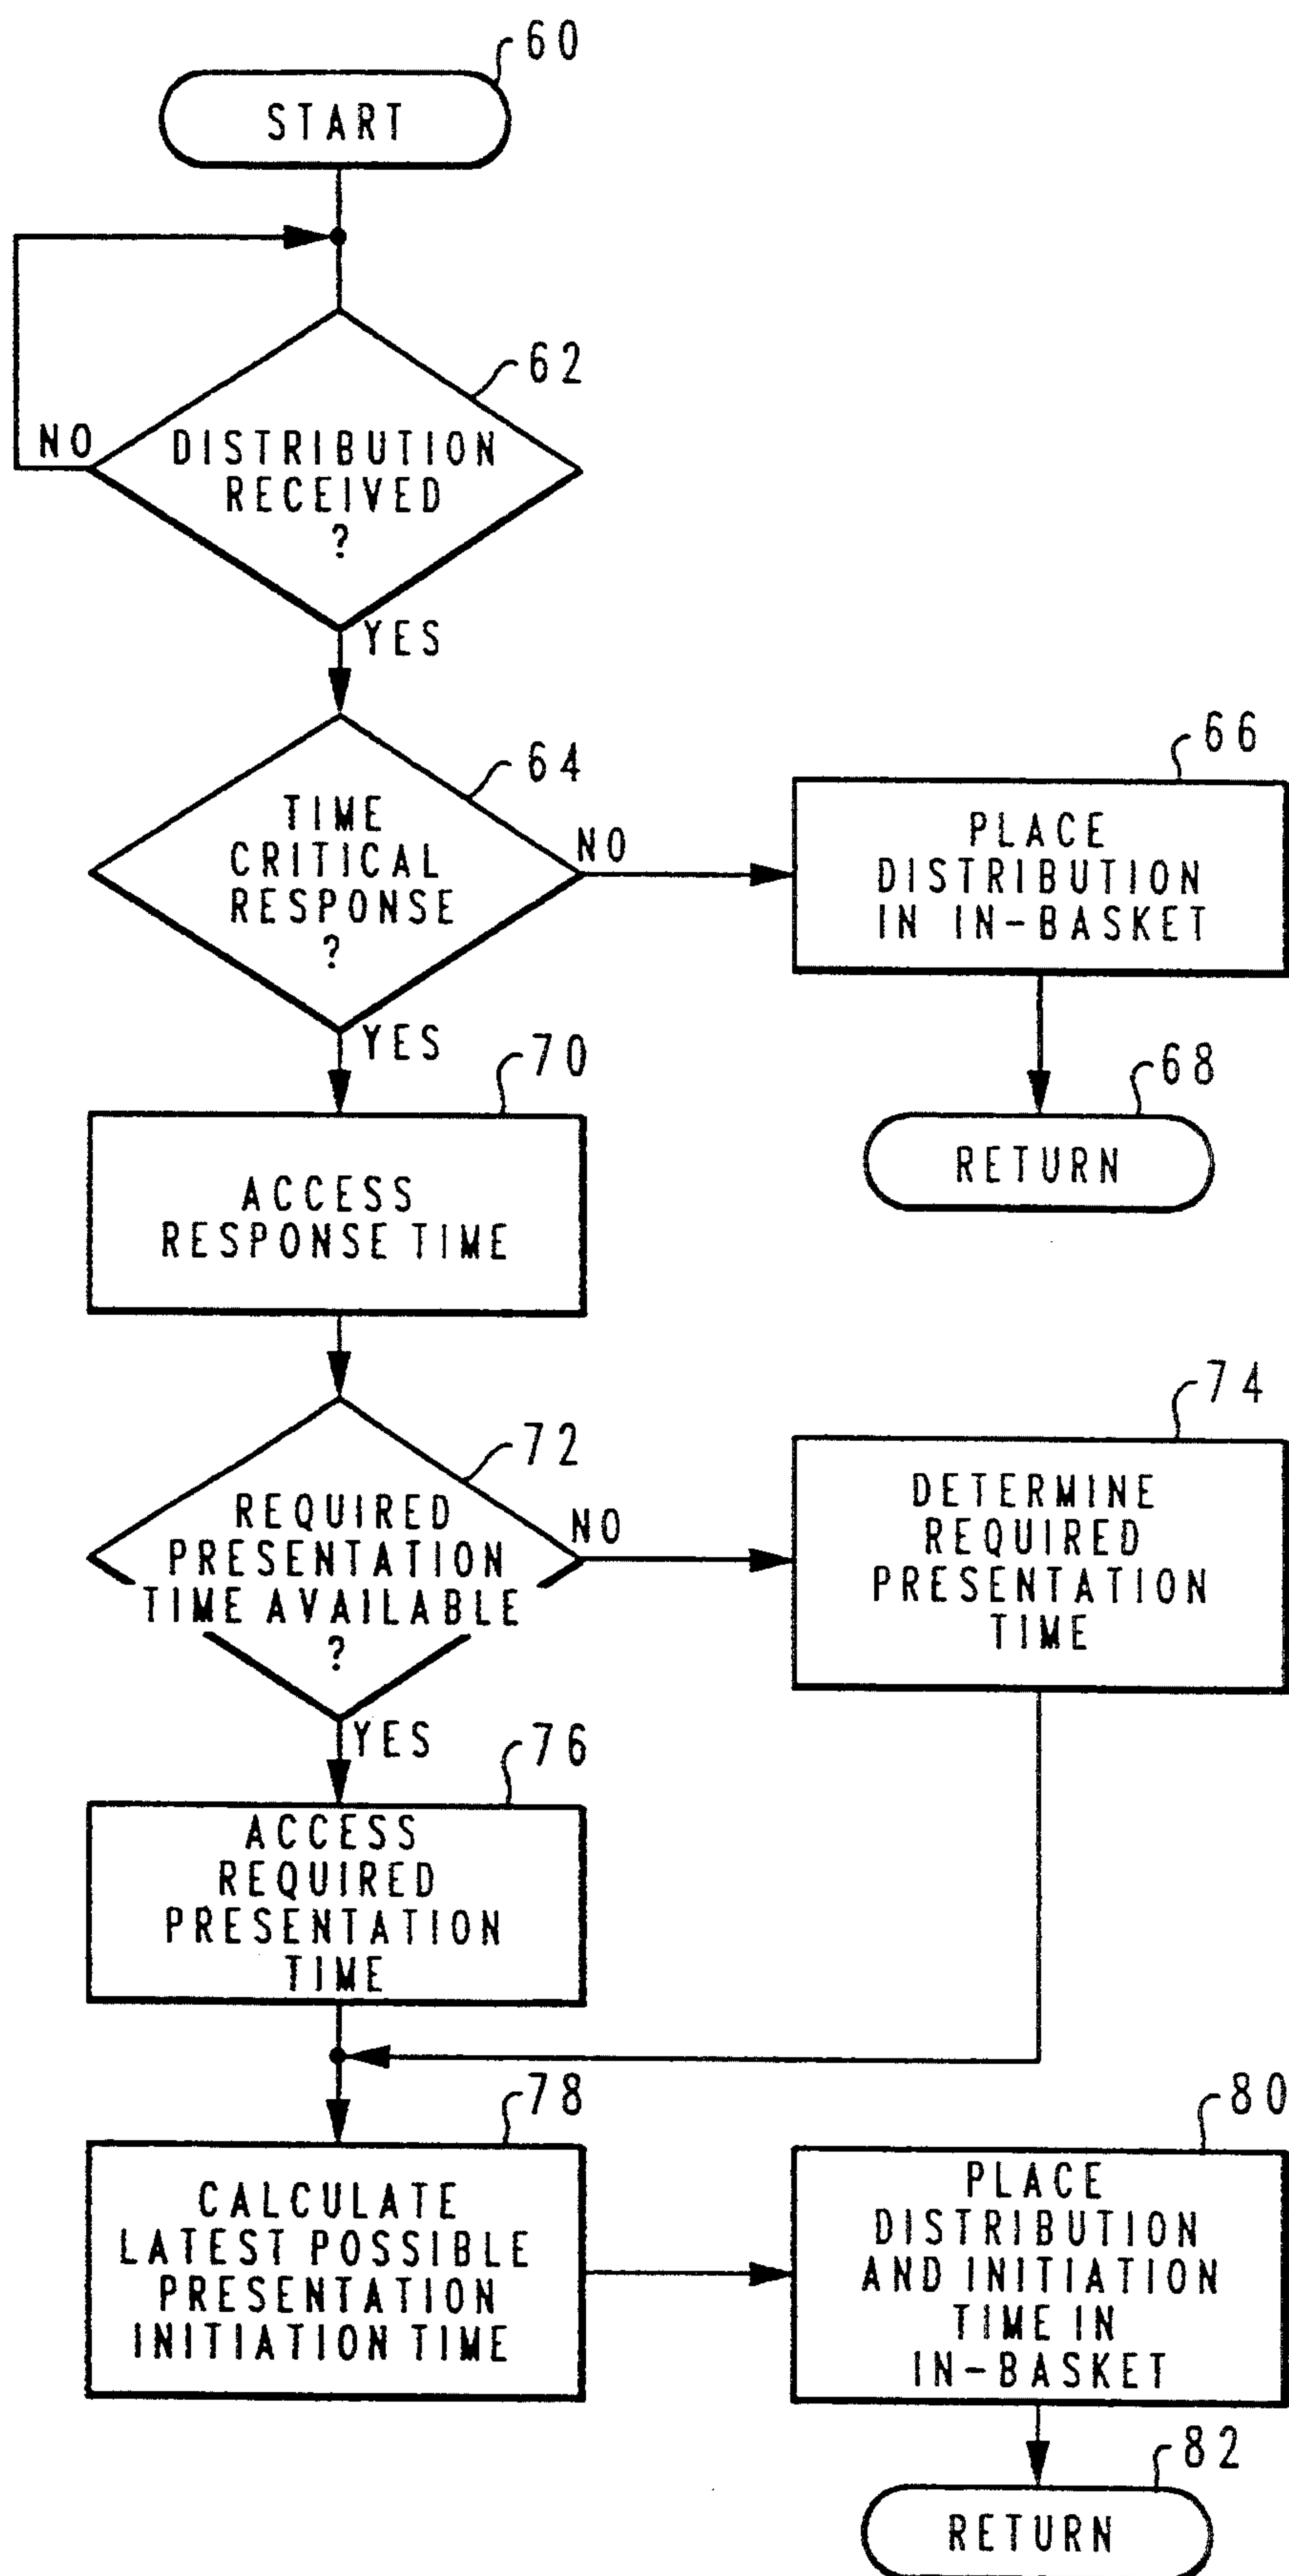 60
START
62
NO
DISTRIBUTION
RECEIVED
?
YES
64
TIME
CRITICAL
RESPONSE
?
NO
66
PLACE
DISTRIBUTION
IN IN-BASKET
YES
68
RETURN
70
ACCESS
RESPONSE TIME
72
REQUIRED
PRESENTATION
TIME AVAILABLE
?
NO
74
DETERMINE
REQUIRED
PRESENTATION
TIME
YES
76
ACCESS
REQUIRED
PRESENTATION
TIME
78
CALCULATE
LATEST POSSIBLE
PRESENTATION
INITIATION TIME
80
PLACE
DISTRIBUTION
AND INITIATION
TIME IN
IN-BASKET
82
RETURN